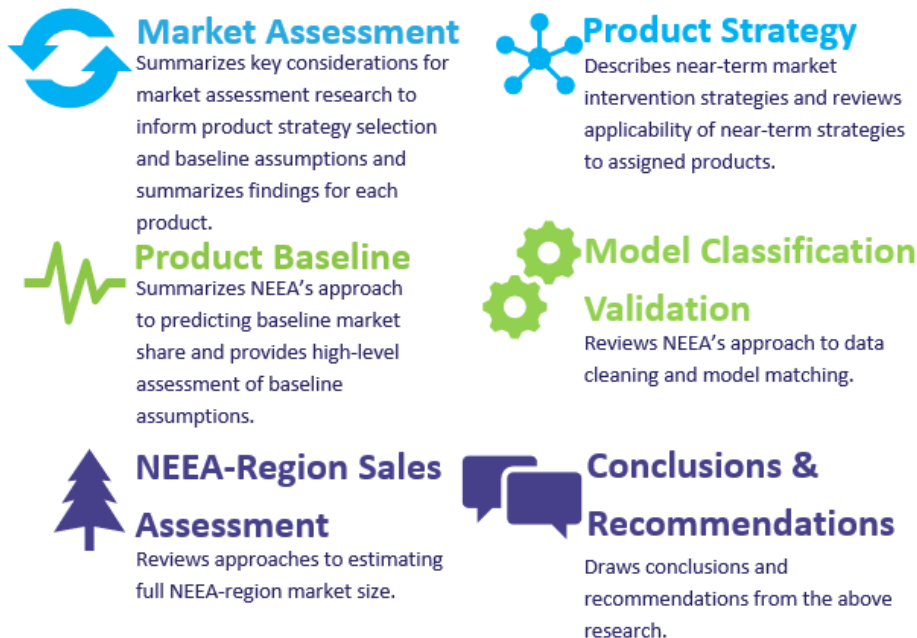 Market Assessment
Summarizes key considerations for
market assessment research to
inform product strategy selection
and baseline assumptions and
summarizes findings for each
product.
Product Strategy
Describes near-term market
intervention strategies and reviews
applicability of near-term strategies
to assigned products.
Product Baseline
Summarizes NEEA’s approach
to predicting baseline market
share and provides high-level
assessment of baseline
assumptions.
Model Classification
Validation
Reviews NEEA’s approach to data
cleaning and model matching.
NEEA-Region Sales
Assessment
Reviews approaches to estimating
full NEEA-region market size.
Conclusions &
Recommendations
Draws conclusions and
recommendations from the above
research.